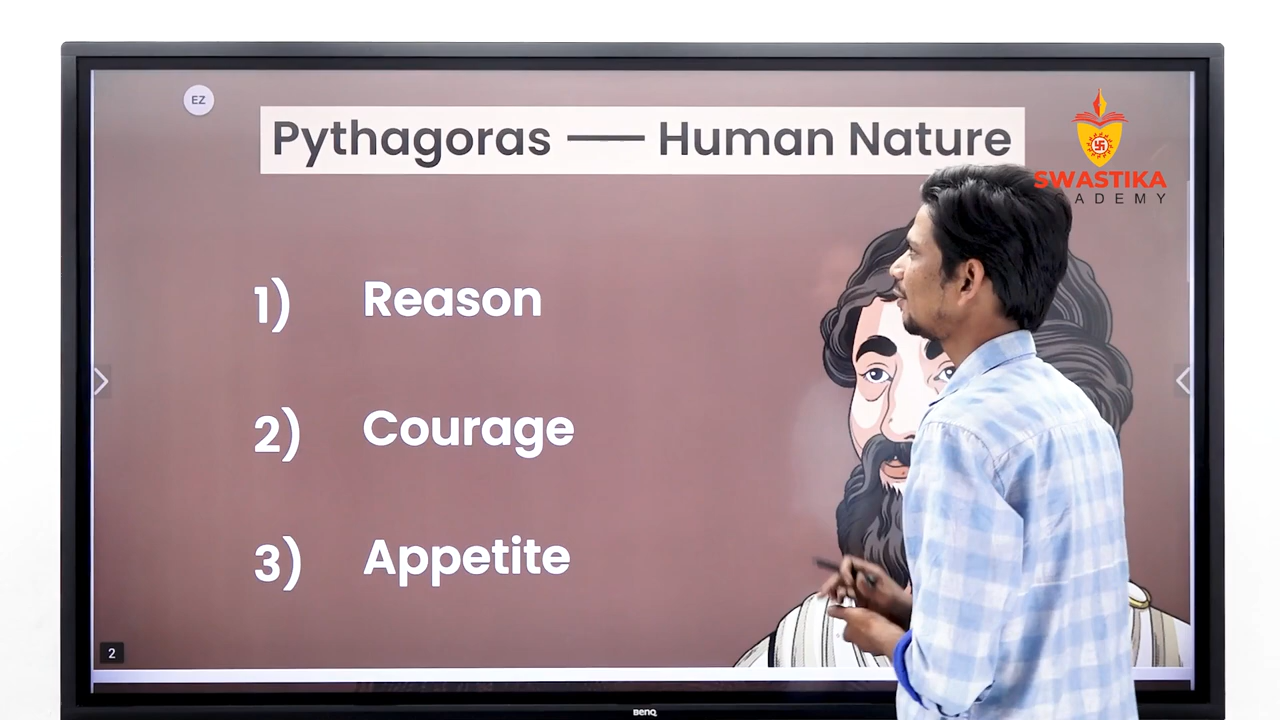 EZ
Pythagoras — Human Nature
SWASTIKA
ADEMY
1) Reason
2) Courage
3) Appetite
2
BenQ